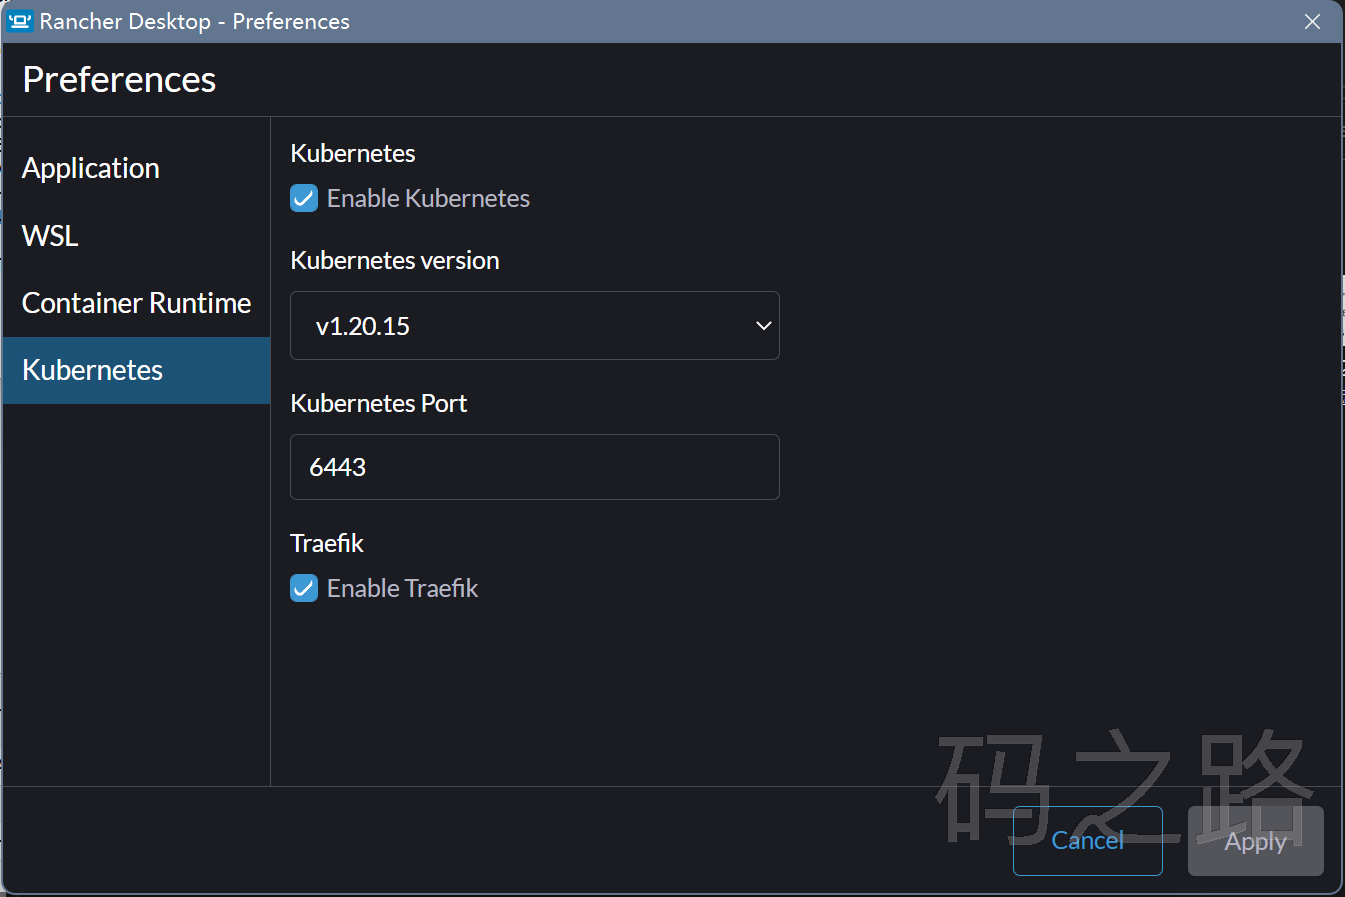 Rancher Desktop - Preferences
Preferences
Application
WSL
Container Runtime
Kubernetes
Kubernetes
Enable Kubernetes
Kubernetes version
v1.20.15
Kubernetes Port
6443
Traefik
Enable Traefik
码之路
Cancel
Apply